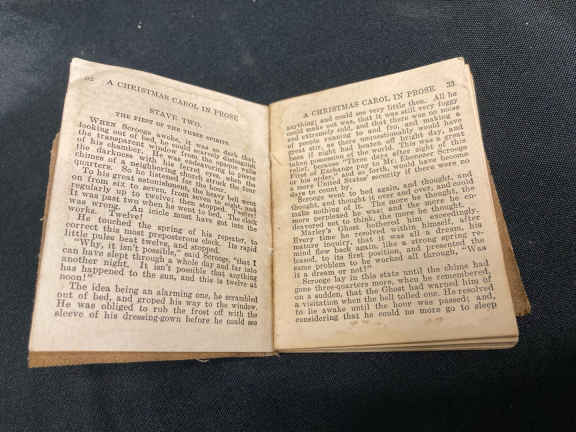 A CHRISTMAS CAROL IN PROSE
STAVE TWO.
THE FIRST OF THE THREE SPIRITS.
WHEN Scrooge awoke, it was so dark, that,
looking out of bed, he could scarcely distinguish
the transparent window from the opaque walls
of his chamber. He was endeavoring to pierce
the darkness with his ferret eyes, when the
chimes of a neighboring church struck the four
quarters. So he listened for the hour.
To his great astonishment the heavy bell went
on from six to seven, from seven to eight, and
regularly up to twelve; then stopped. Twelve!
It was past two when he went to bed. The clock
was wrong. An icicle must have got into the
works. Twelve!
He touched the spring of his repeater, to
correct this most preposterous clock. Its rapid
little pulse beat twelve, and stopped.
"Why, it isn't possible," said Scrooge, "that I
can have slept through a whole day and far into
another night. It isn't possible that anything
has happened to the sun, and this is twelve at
noon!"
The idea being an alarming one, he scrambled
out of bed, and groped his way to the window.
He was obliged to rub the frost off with the
sleeve of his dressing-gown before he could see
A CHRISTMAS CAROL IN PROSE 33
anything, and could see very little then. All he
could make out was, that it was still very foggy
and extremely cold, and that there was no noise
of people running to and fro, and making a
great stir, as there unquestionably would have
been if night had beaten off bright day, and
taken possession of the world. This was a great
relief, because "Three days after sight of this
First of Exchange pay to Mr. Ebenezer Scrooge
or his order," and so forth, would have become
a mere United States' security if there were no
days to count by.
Scrooge went to bed again, and thought, and
thought, and thought it over and over, and could
make nothing of it. The more he thought, the
more perplexed he was; and the more he en-
deavored not to think, the more he thought.
Marley's Ghost bothered him exceedingly.
Every time he resolved within himself, after
mature inquiry, that it was all a dream, his
mind flew back again, like a strong spring re-
leased, to its first position, and presented the
same problem to be worked all through, "Was
it a dream or not?"
Scrooge lay in this state until the chime had
gone three-quarters more, when he remembered,
on a sudden, that the Ghost had warned him of
a visitation when the bell tolled one. He resolved
to lie awake until the hour was passed; and,
considering that he could no more go to sleep